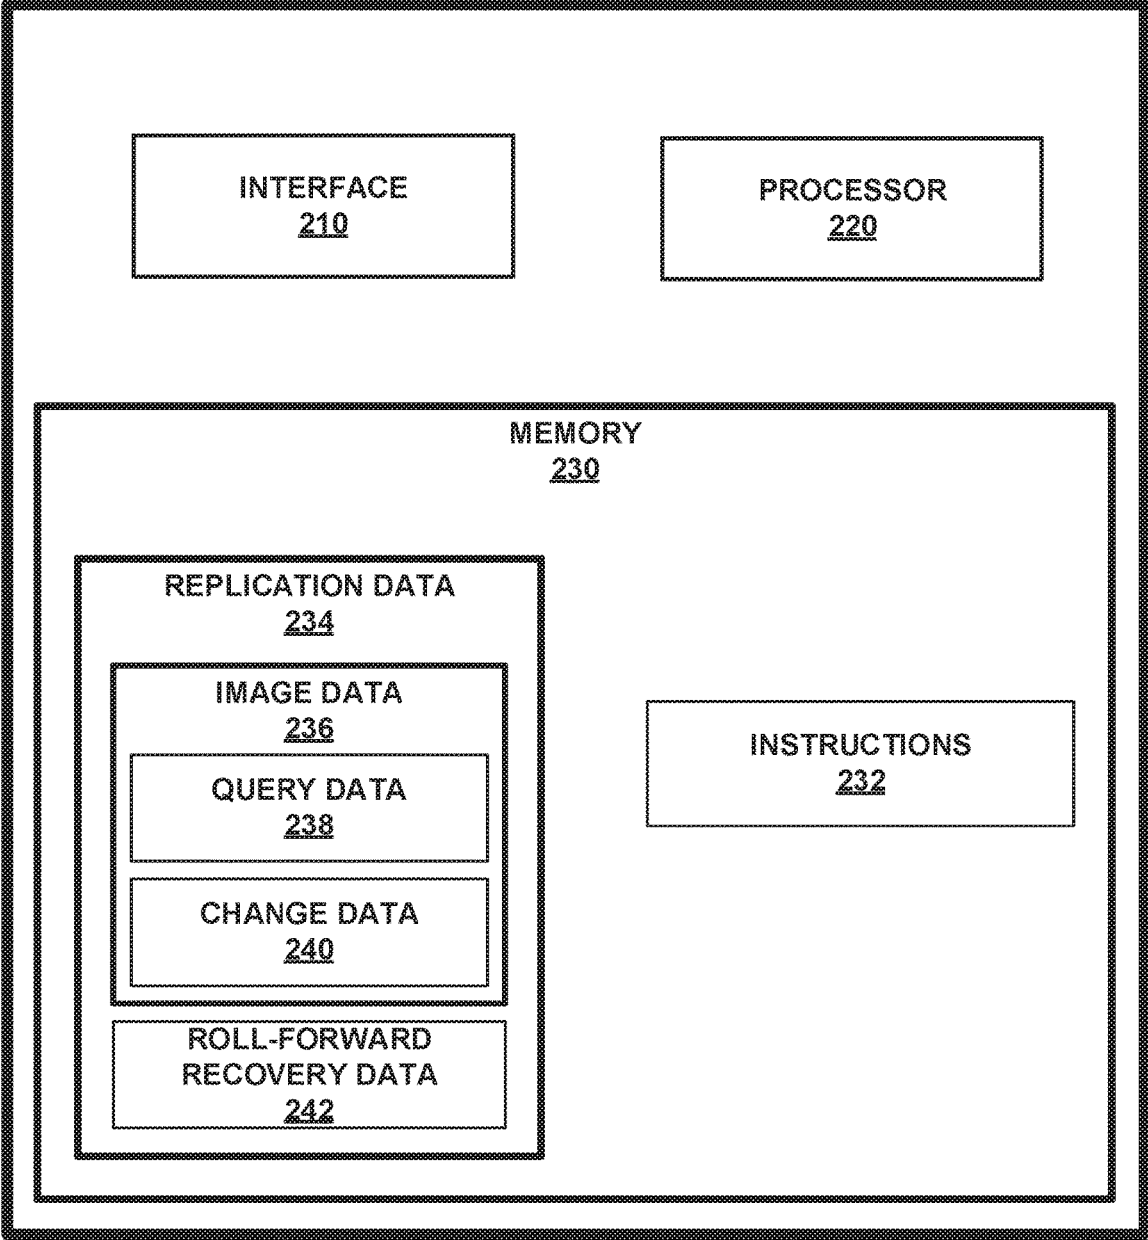 INTERFACE
210
PROCESSOR
220
MEMORY
230
REPLICATION DATA
234
IMAGE DATA
236
QUERY DATA
238
CHANGE DATA
240
ROLL-FORWARD
RECOVERY DATA
242
INSTRUCTIONS
232